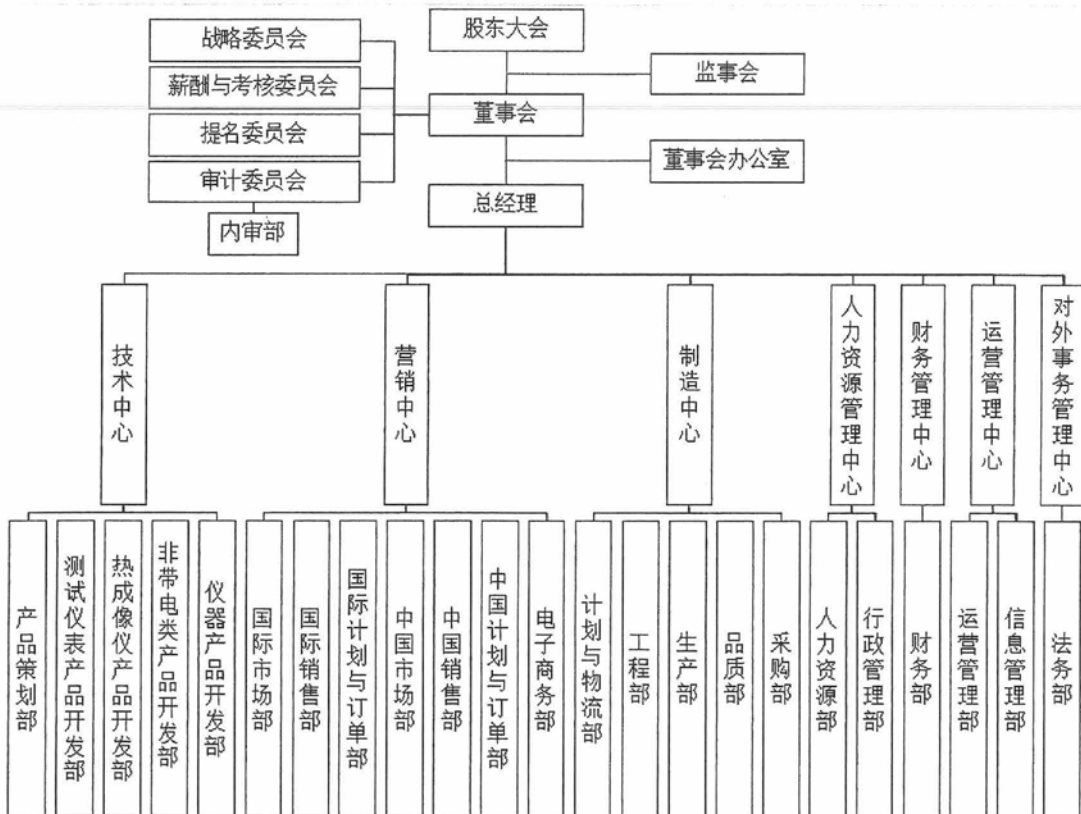 股东大会
战略委员会
监事会
薪酬与考核委员会
董事会
提名委员会
董事会办公室
审计委员会
总经理
内审部
技术中心
营销中心
制造中心
人力资源管理中心
财务管理中心
运营管理中心
对外事务管理中心
产品策划部
测试仪表产品开发部
热成像仪产品开发部
非带电类产品开发部
仪器产品开发部
国际市场部
国际销售部
国际计划与订单部
中国市场部
中国销售部
中国计划与订单部
电子商务部
计划与物流部
工程部
生产部
品质部
采购部
人力资源部
行政管理部
财务部
运营管理部
信息管理部
法务部